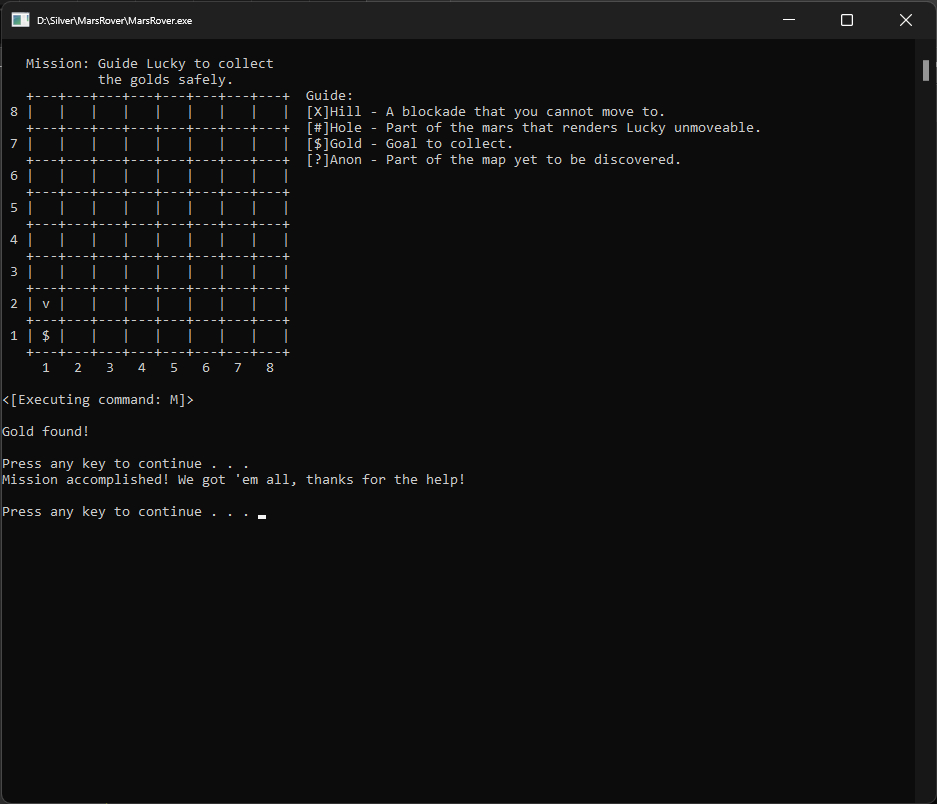 D:\Silver\MarsRover\MarsRover.exe
Mission: Guide Lucky to collect
the golds safely.
+---+---+---+---+---+---+---+---+ Guide:
8 |   |   |   |   |   |   |   |   | [X]Hill - A blockade that you cannot move to.
+---+---+---+---+---+---+---+---+ [#]Hole - Part of the mars that renders Lucky unmoveable.
7 |   |   |   |   |   |   |   |   | [$]Gold - Goal to collect.
+---+---+---+---+---+---+---+---+ [?]Anon - Part of the map yet to be discovered.
6 |   |   |   |   |   |   |   |   |
+---+---+---+---+---+---+---+---+
5 |   |   |   |   |   |   |   |   |
+---+---+---+---+---+---+---+---+
4 |   |   |   |   |   |   |   |   |
+---+---+---+---+---+---+---+---+
3 |   |   |   |   |   |   |   |   |
+---+---+---+---+---+---+---+---+
2 | v |   |   |   |   |   |   |   |
+---+---+---+---+---+---+---+---+
1 | $ |   |   |   |   |   |   |   |
+---+---+---+---+---+---+---+---+
1   2   3   4   5   6   7   8
<[Executing command: M]>
Gold found!
Press any key to continue . . .
Mission accomplished! We got 'em all, thanks for the help!
Press any key to continue . . .